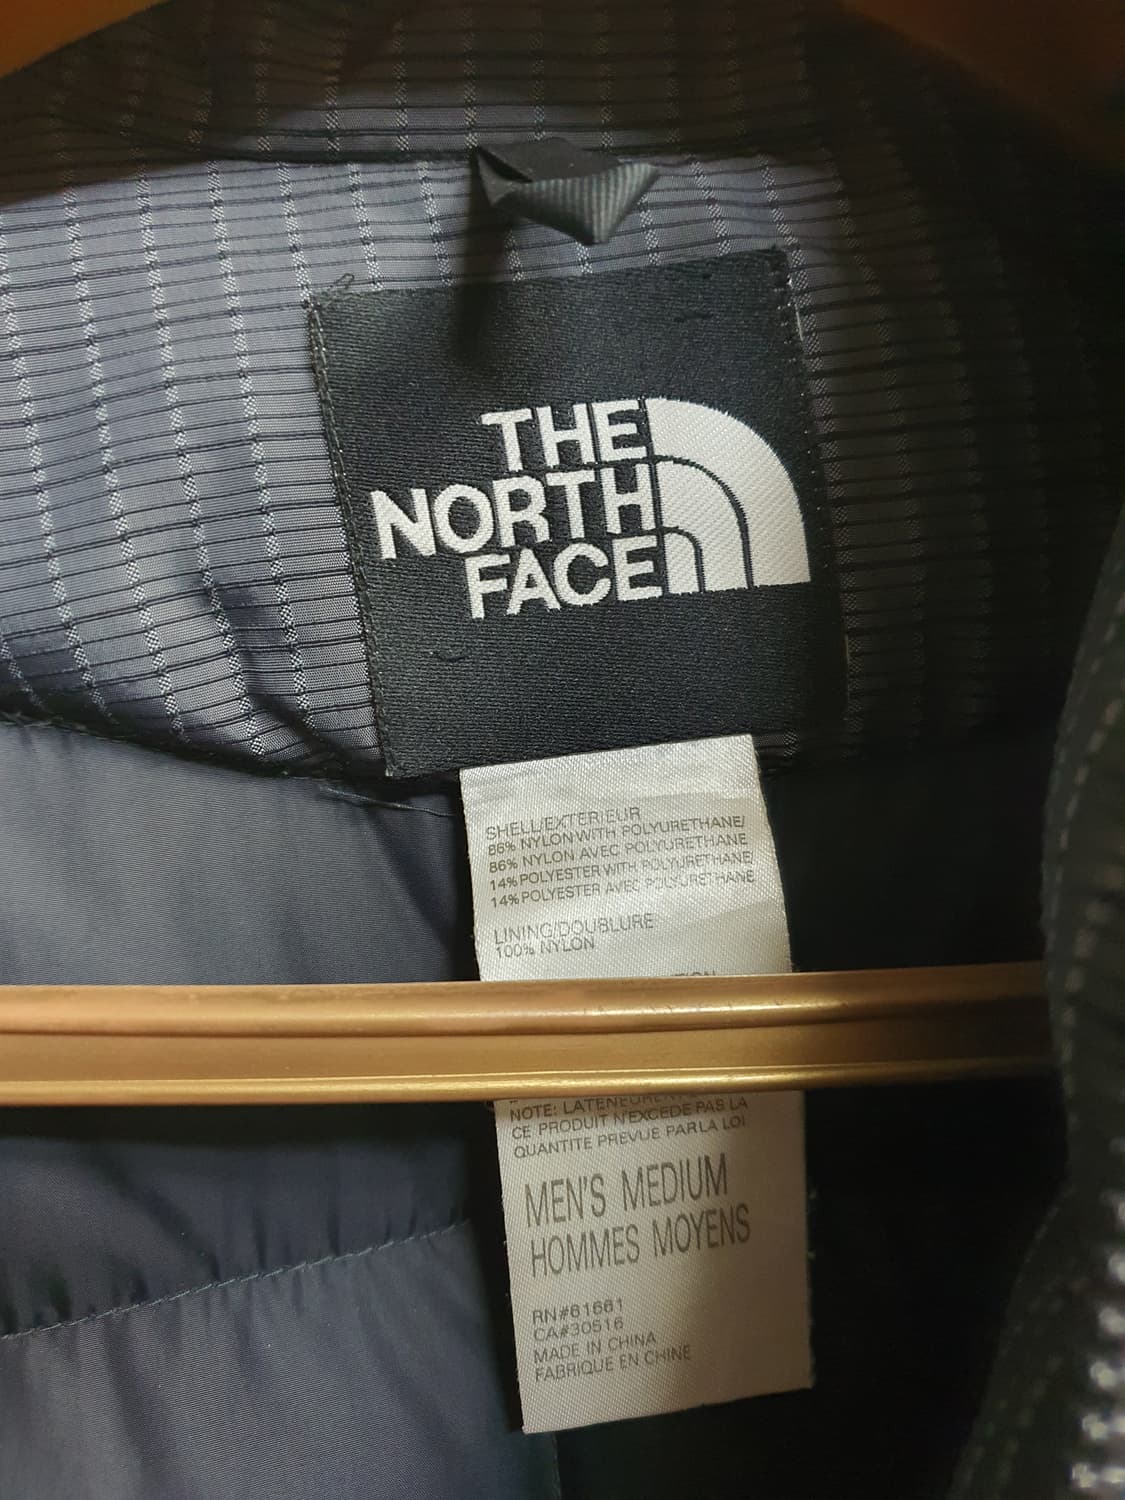 THE
NORTH
FACE
SHELL/EXTERIEUR
86% NYLON WITH POLYURETHANE/
86% NYLON AVEC POLYURETHANE
14% POLYESTER WITH POLYURETHANE/
14% POLYESTER AVEC POLYURETHANE
LINING/DOUBLURE
100% NYLON
CE PRODUIT N'EXCEDE PAS LA
QUANTITE PREVUE PAR LA LOI
MEN'S MEDIUM
HOMMES MOYENS
RN#61661
CA#30516
MADE IN CHINA
FABRIQUE EN CHINE